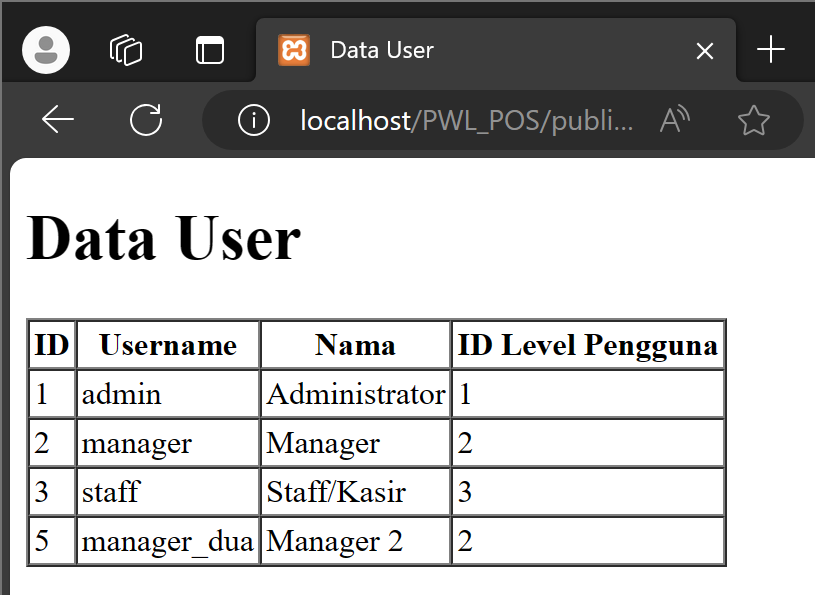 Data User
localhost/PWL_POS/publi...
Data User
ID Username Nama ID Level Pengguna
1 admin Administrator 1
2 manager Manager 2
3 staff Staff/Kasir 3
5 manager_dua Manager 2 2